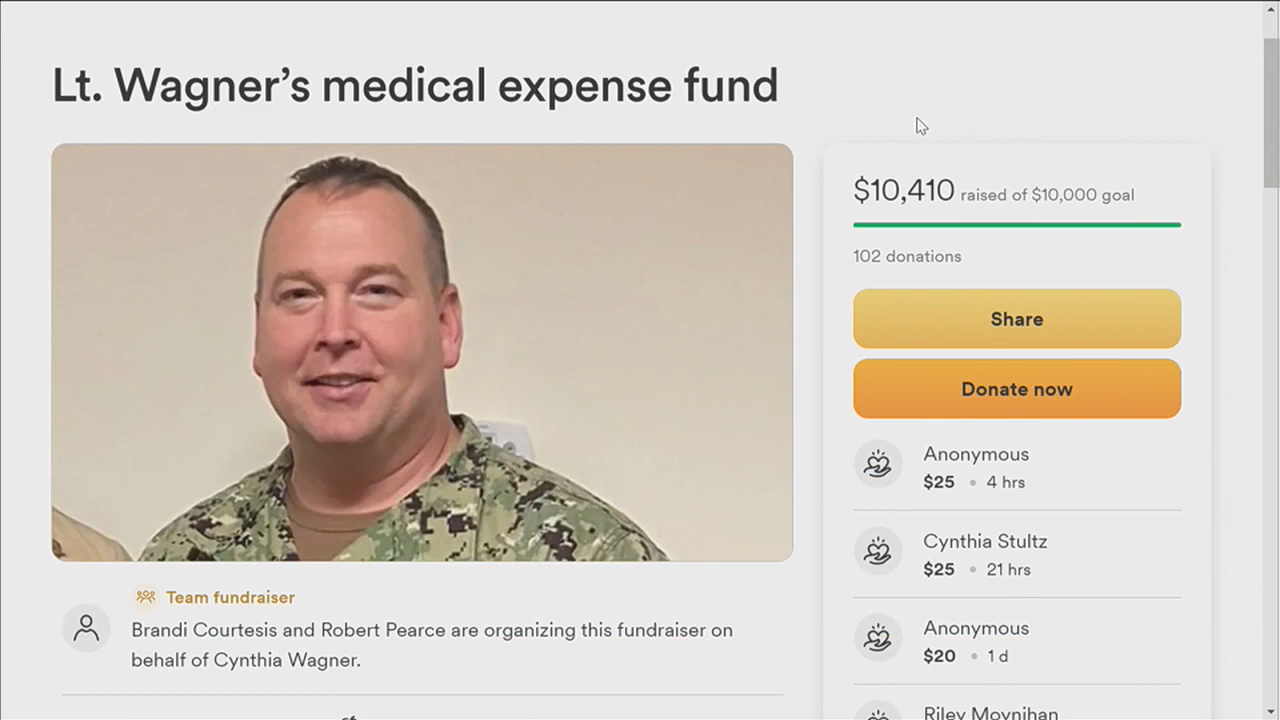 Lt. Wagner’s medical expense fund
$10,410 raised of $10,000 goal
102 donations
Share
Donate now
Anonymous
$25 • 4 hrs
Cynthia Stultz
$25 • 21 hrs
Anonymous
$20 • 1 d
Riley Moynihan
Team fundraiser
Brandi Courtesis and Robert Pearce are organizing this fundraiser on
behalf of Cynthia Wagner.